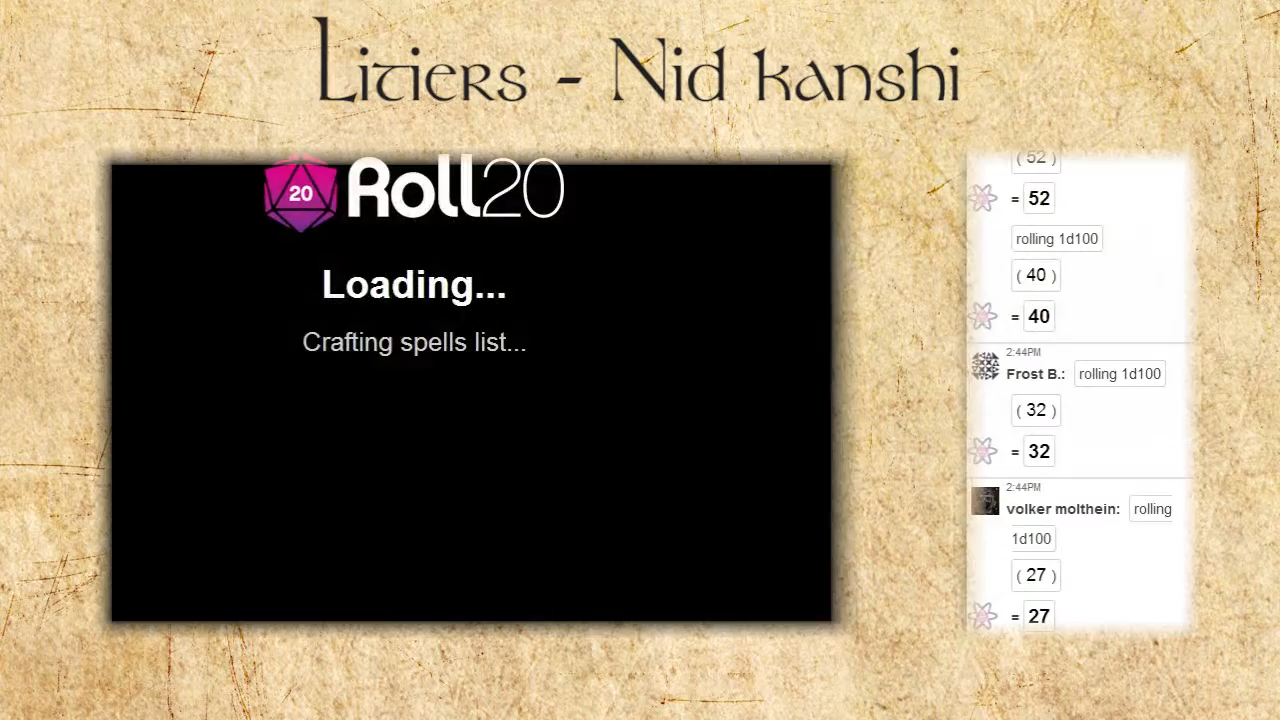 Litiers - Nid kanshi
20 Roll20
Loading...
Crafting spells list...
( 52 )
= 52
rolling 1d100
( 40 )
= 40
2:44PM
Frost B.: rolling 1d100
( 32 )
= 32
2:44PM
volker molthein: rolling
1d100
( 27 )
= 27